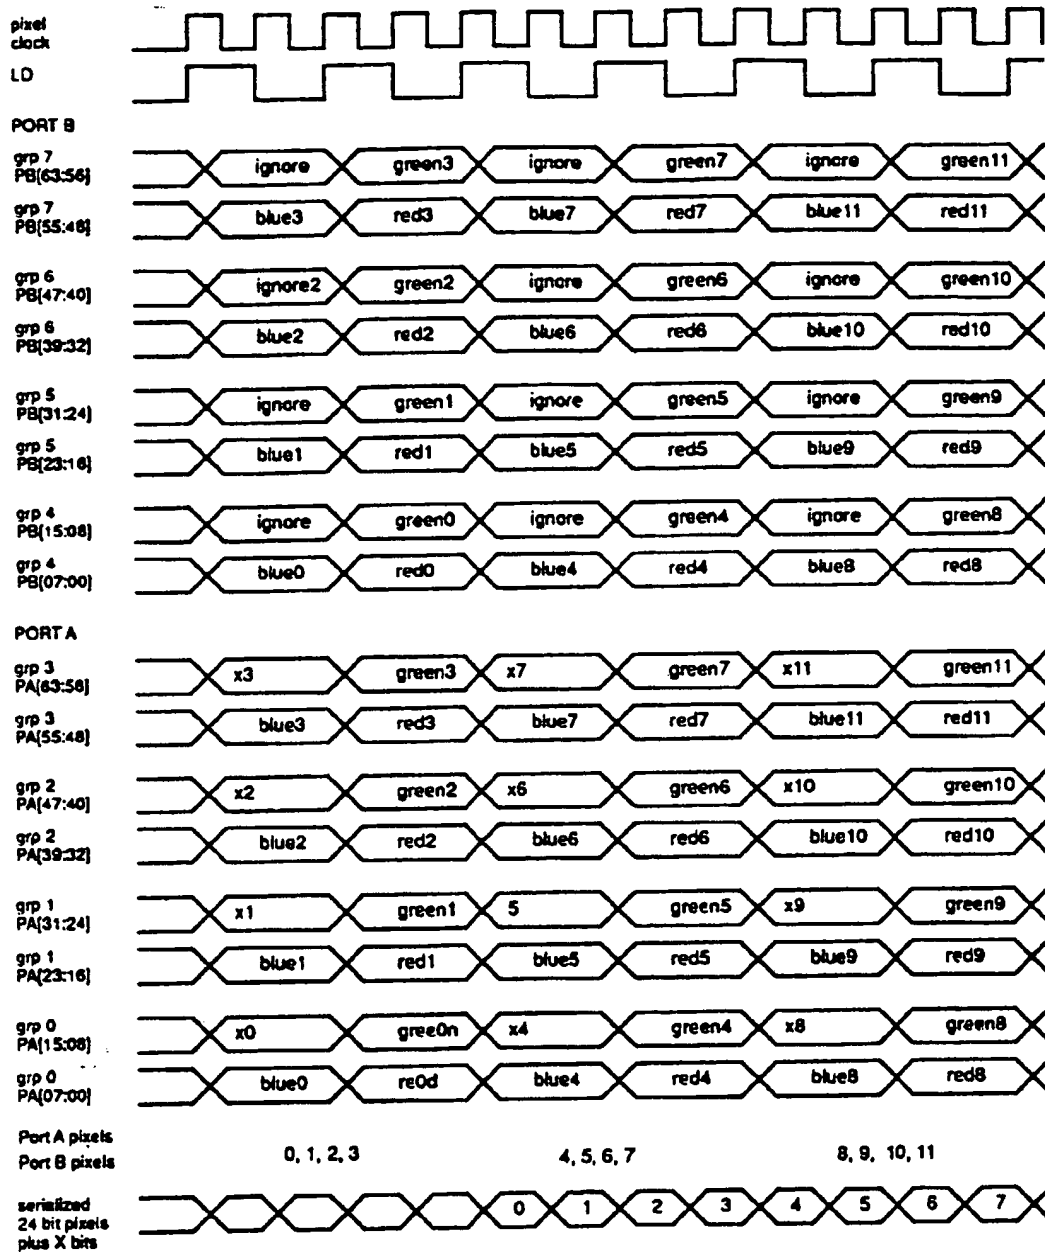 pixel
clock
LD
PORT B
grp 7
PB[63:56] ignore green3 ignore green7 ignore green11
grp 7
PB[55:48] blue3 red3 blue7 red7 blue11 red11
grp 6
PB[47:40] ignore2 green2 ignore green6 ignore green10
grp 6
PB[39:32] blue2 red2 blue6 red6 blue10 red10
grp 5
PB[31:24] ignore green1 ignore green5 ignore green9
grp 5
PB[23:16] blue1 red1 blue5 red5 blue9 red9
grp 4
PB[15:08] ignore green0 ignore green4 ignore green8
grp 4
PB[07:00] blue0 red0 blue4 red4 blue8 red8
PORT A
grp 3
PA[63:56] x3 green3 x7 green7 x11 green11
grp 3
PA[55:48] blue3 red3 blue7 red7 blue11 red11
grp 2
PA[47:40] x2 green2 x6 green6 x10 green10
grp 2
PA[39:32] blue2 red2 blue6 red6 blue10 red10
grp 1
PA[31:24] x1 green1 5 green5 x9 green9
grp 1
PA[23:16] blue1 red1 blue5 red5 blue9 red9
grp 0
PA[15:08] x0 gree0n x4 green4 x8 green8
grp 0
PA[07:00] blue0 re0d blue4 red4 blue8 red8
Port A pixels
Port B pixels 0, 1, 2, 3 4, 5, 6, 7 8, 9, 10, 11
serialized 0 1 2 3 4 5 6 7
24 bit pixels
plus X bits